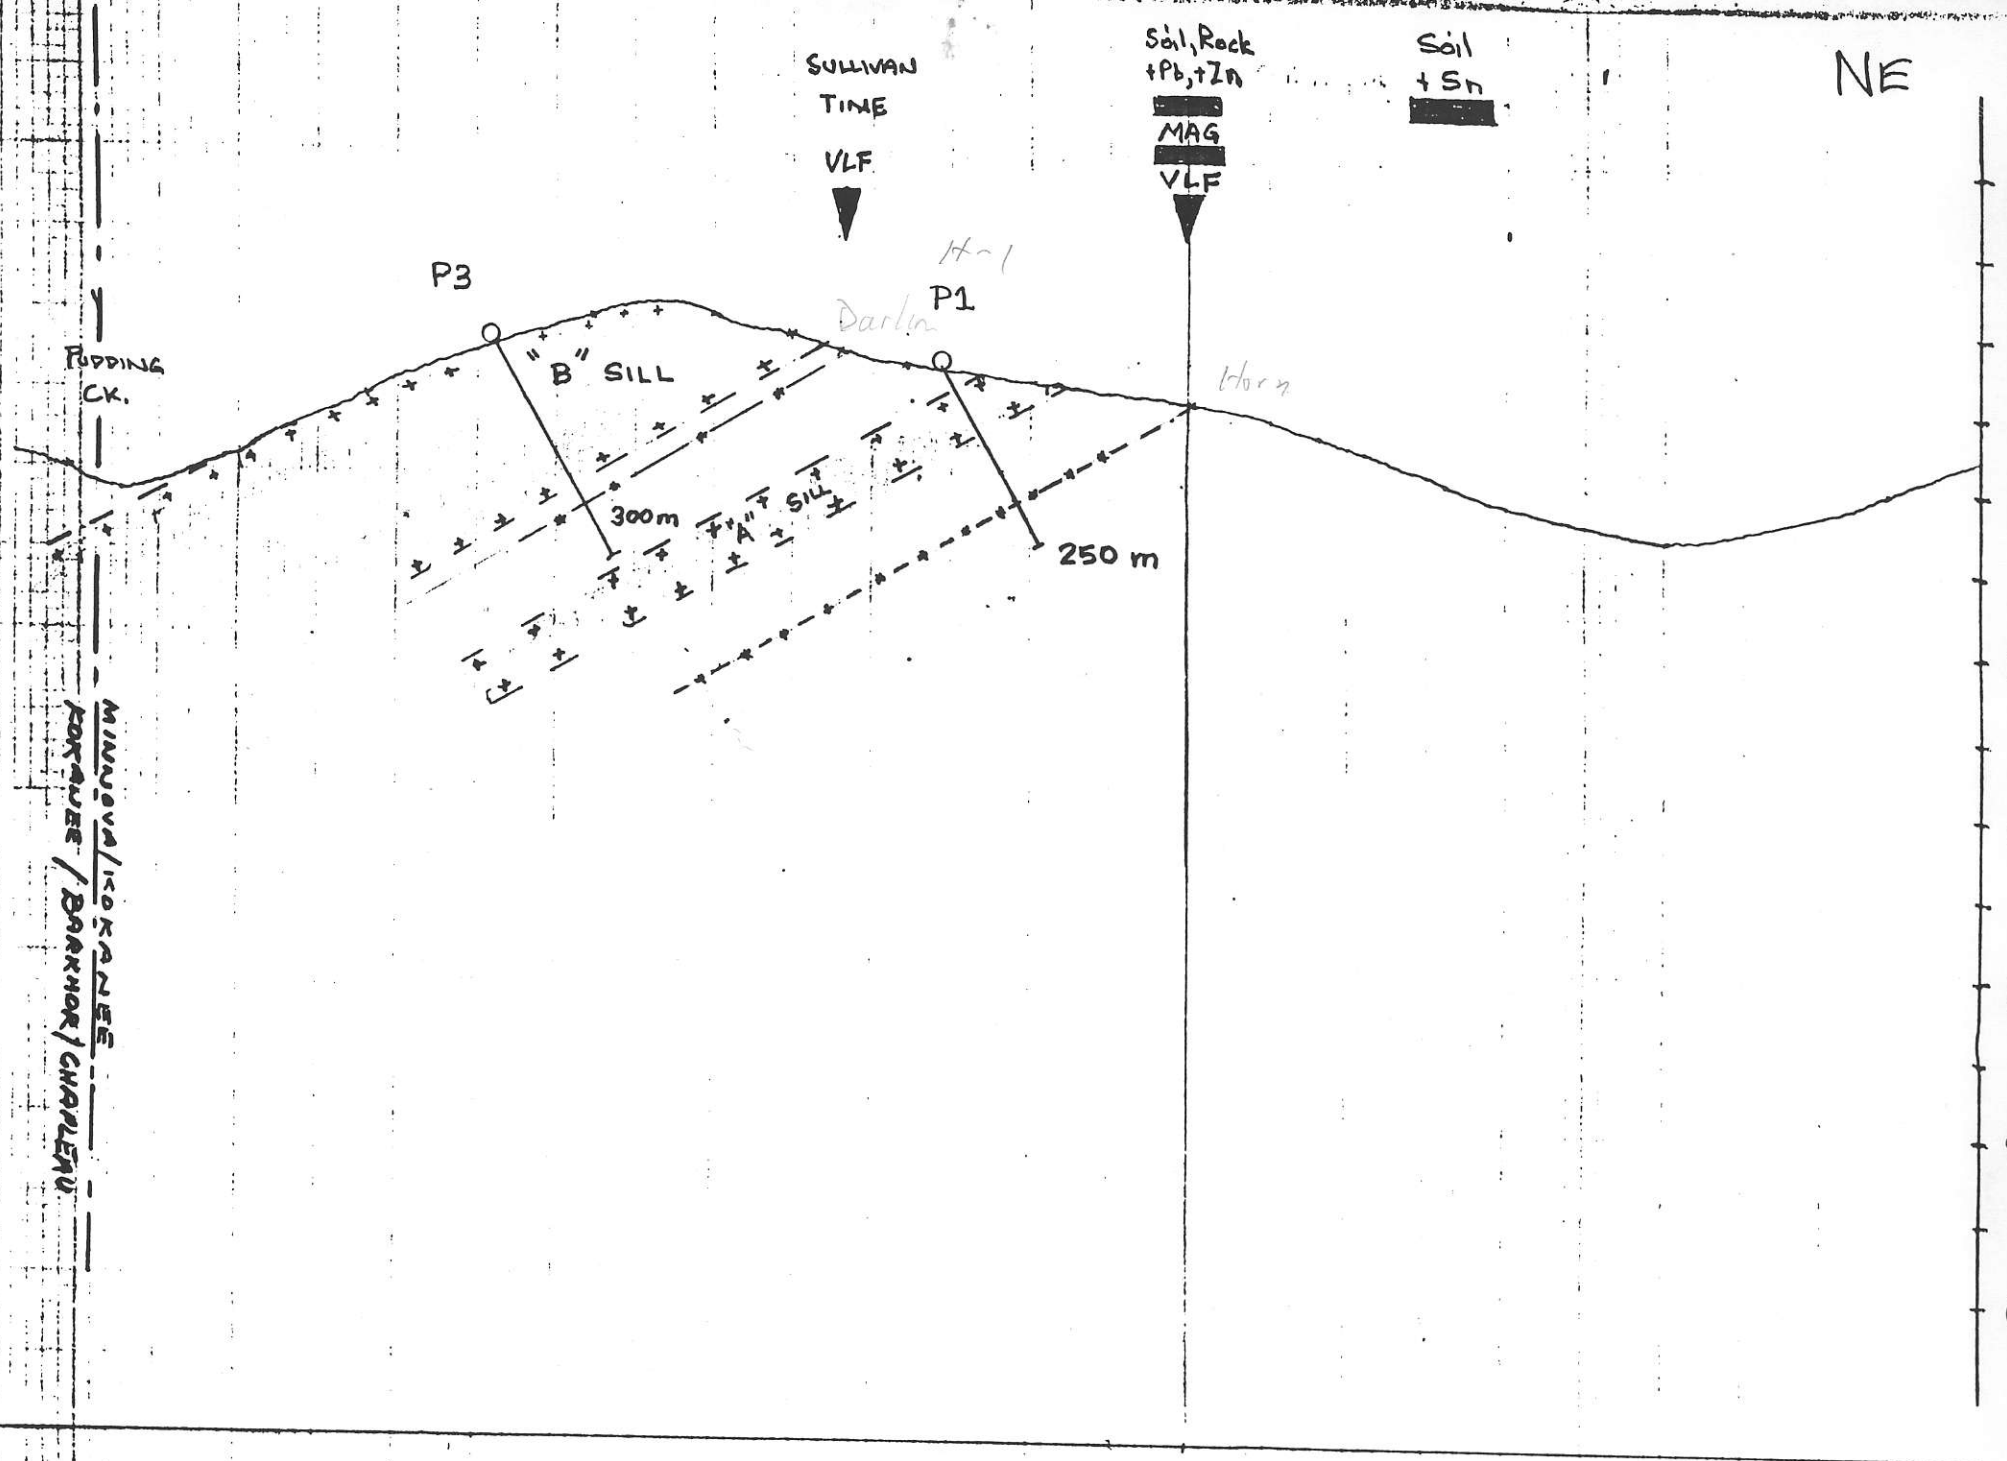 Soil, Rock
+Pb, +Zn
MAG
VLF
Soil
+ Sn
NE
SULLIVAN
TIME
VLF
H-1
P3
P1
Darlin
PUDDING
CK.
"B" SILL
Horn
300m
"A" SILL
250 m
MINNOVA/KOKANEE
KOKANEE / BARKHOR / CHAPLEAU